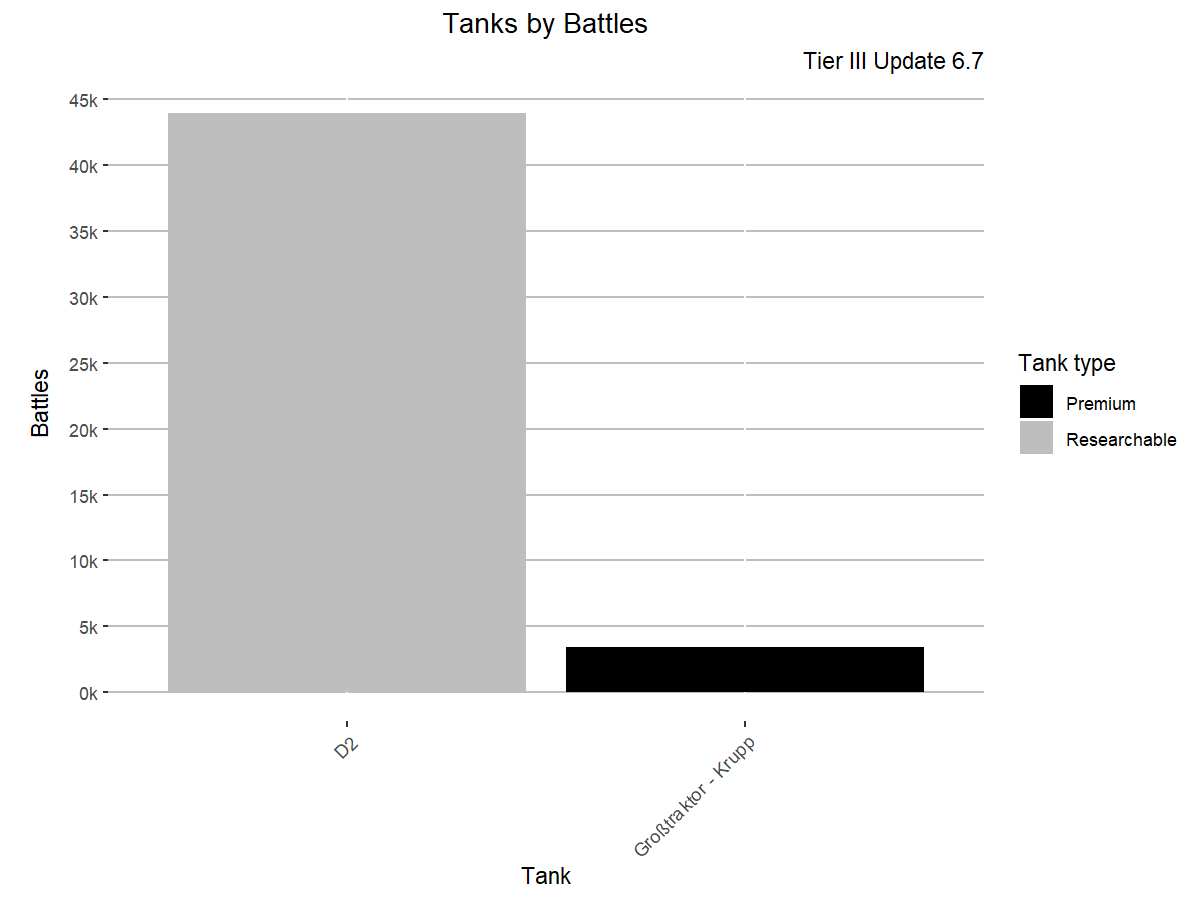 Tanks by Battles
Tier III Update 6.7
45k
40k
35k
30k
25k
20k
15k
10k
5k
0k
Battles
D2
Großtraktor - Krupp
Tank
Tank type
Premium
Researchable